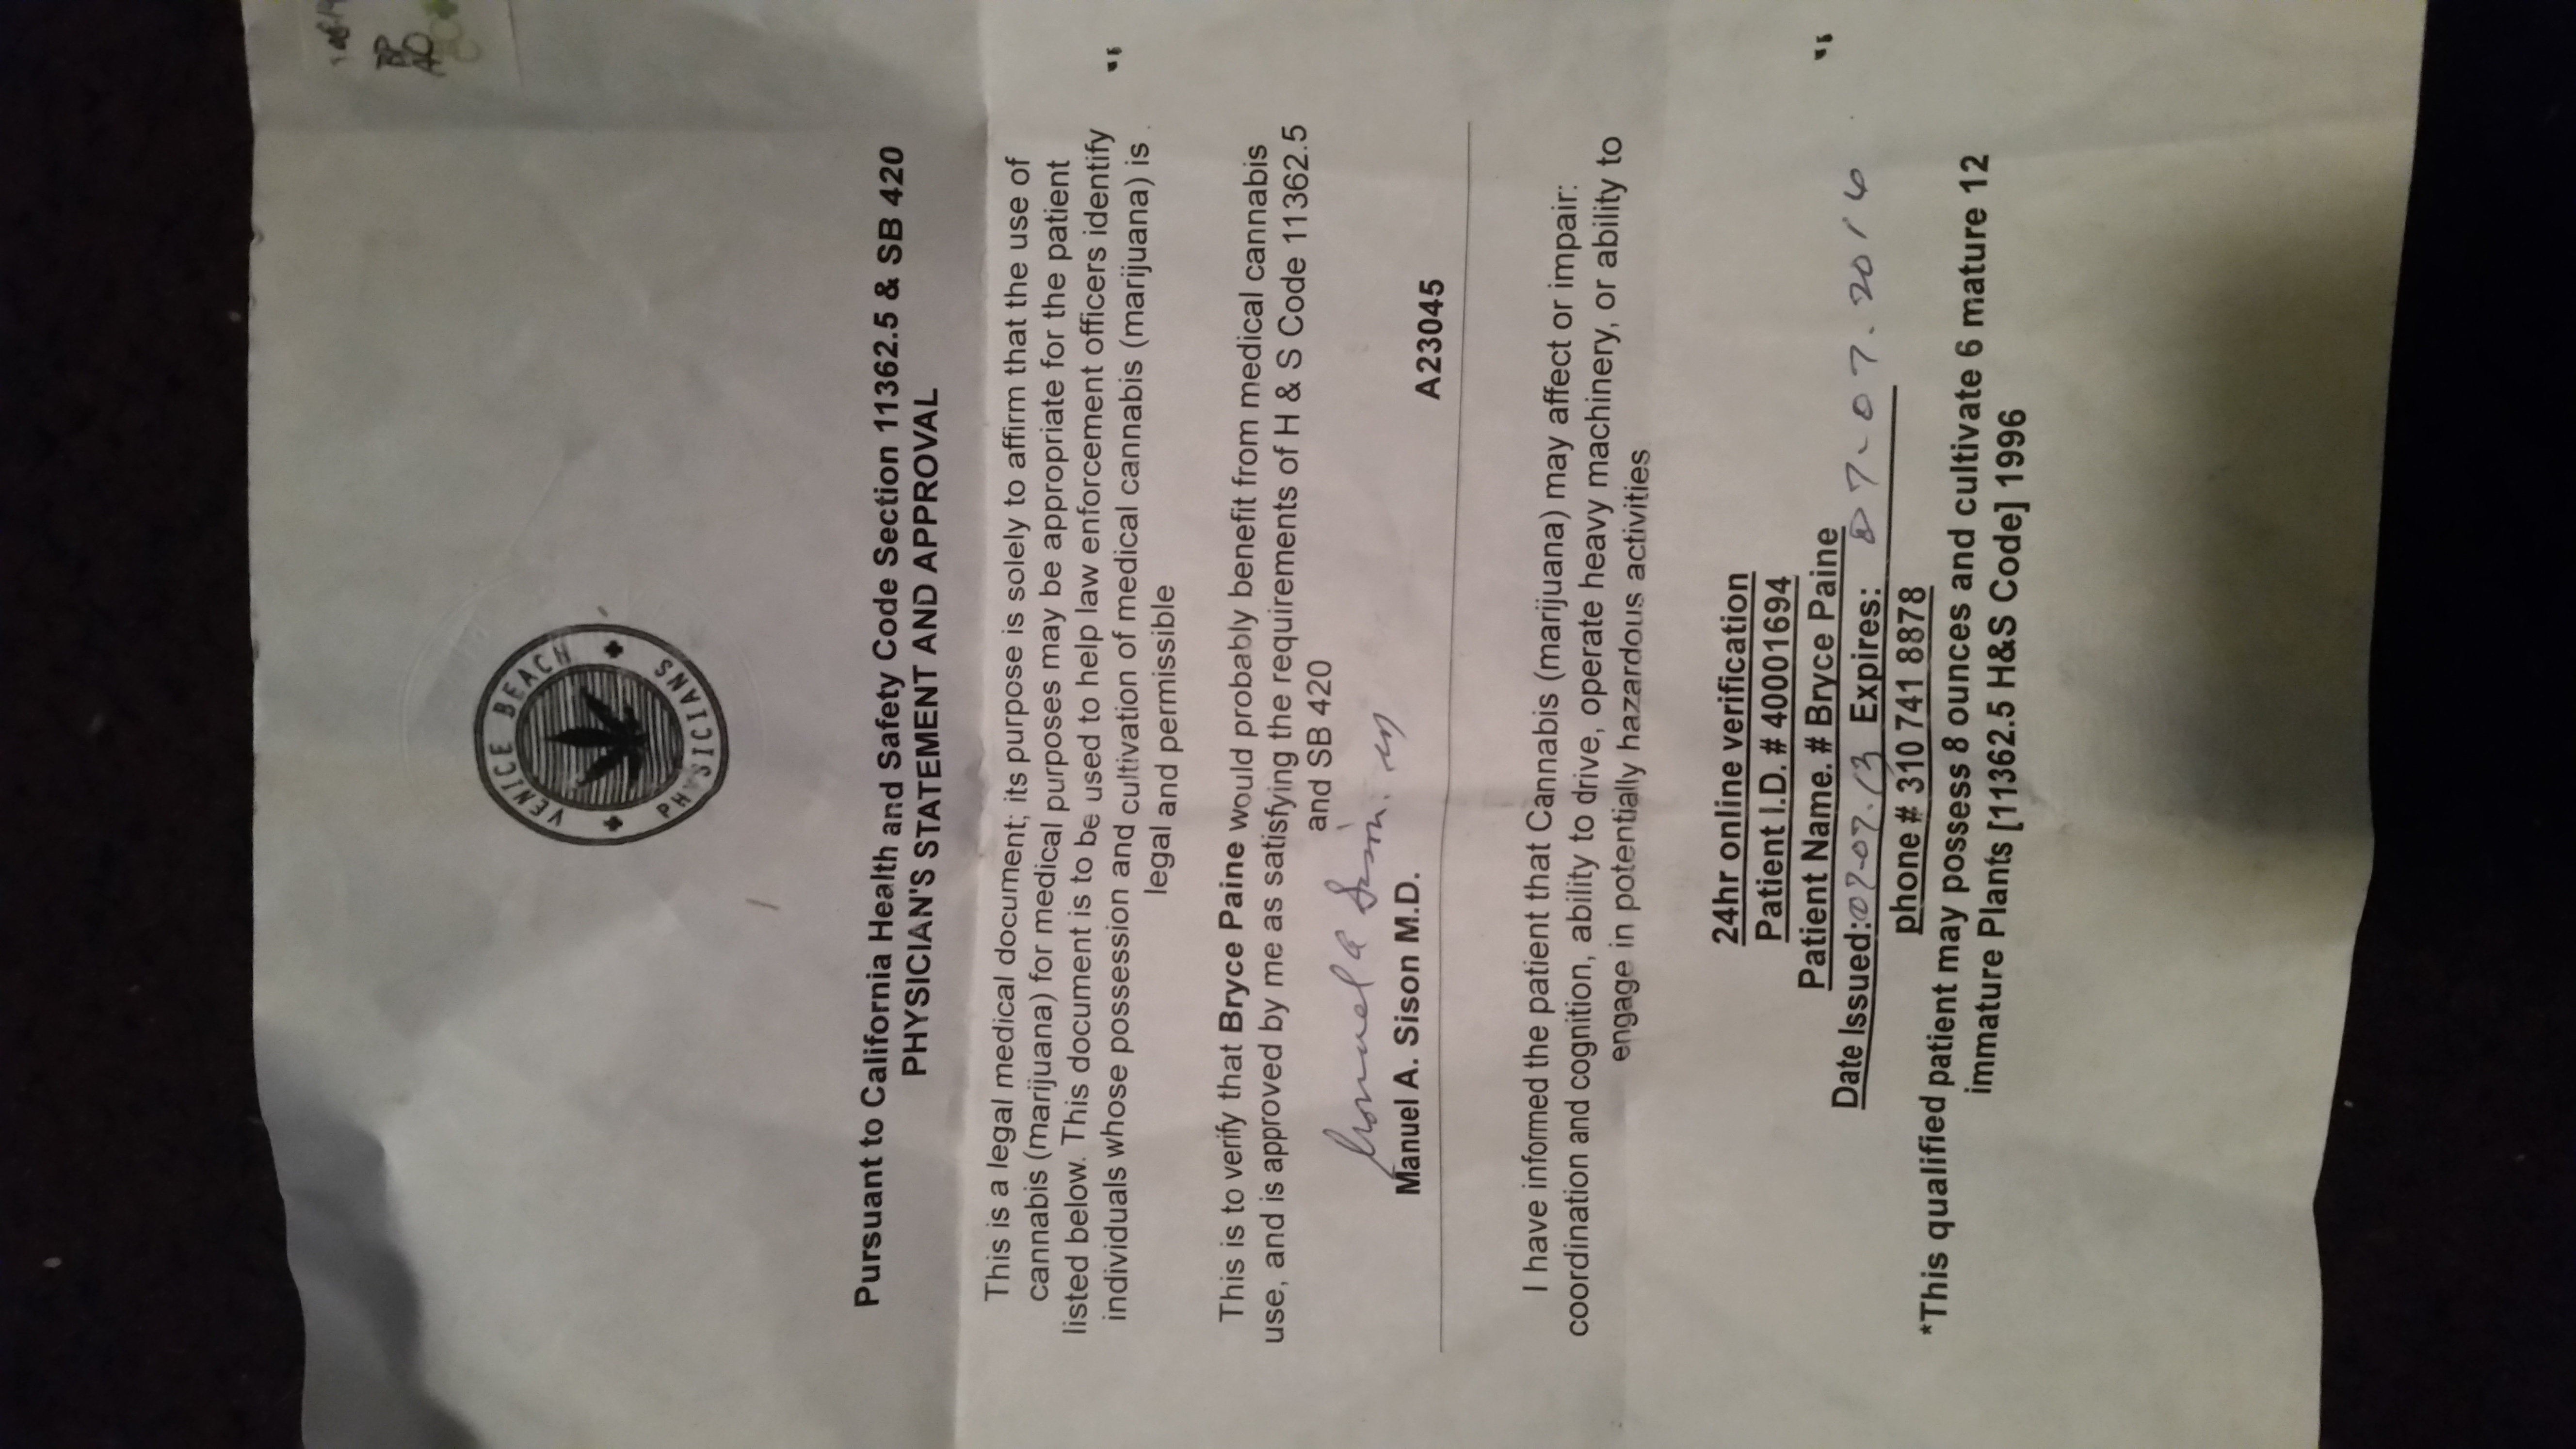 VENICE BEACH
PHYSICIANS
BP
AO
Pursuant to California Health and Safety Code Section 11362.5 & SB 420
PHYSICIAN'S STATEMENT AND APPROVAL
This is a legal medical document; its purpose is solely to affirm that the use of
cannabis (marijuana) for medical purposes may be appropriate for the patient
listed below. This document is to be used to help law enforcement officers identify
individuals whose possession and cultivation of medical cannabis (marijuana) is
legal and permissible
This is to verify that Bryce Paine would probably benefit from medical cannabis
use, and is approved by me as satisfying the requirements of H & S Code 11362.5
and SB 420
Manuel A. Sison M.D. A23045
I have informed the patient that Cannabis (marijuana) may affect or impair:
coordination and cognition, ability to drive, operate heavy machinery, or ability to
engage in potentially hazardous activities
24hr online verification
Patient I.D. # 40001694
Patient Name. # Bryce Paine
Date Issued: 07-07.13 Expires: 07-07.2016
phone # 310 741 8878
*This qualified patient may possess 8 ounces and cultivate 6 mature 12
immature Plants [11362.5 H&S Code] 1996